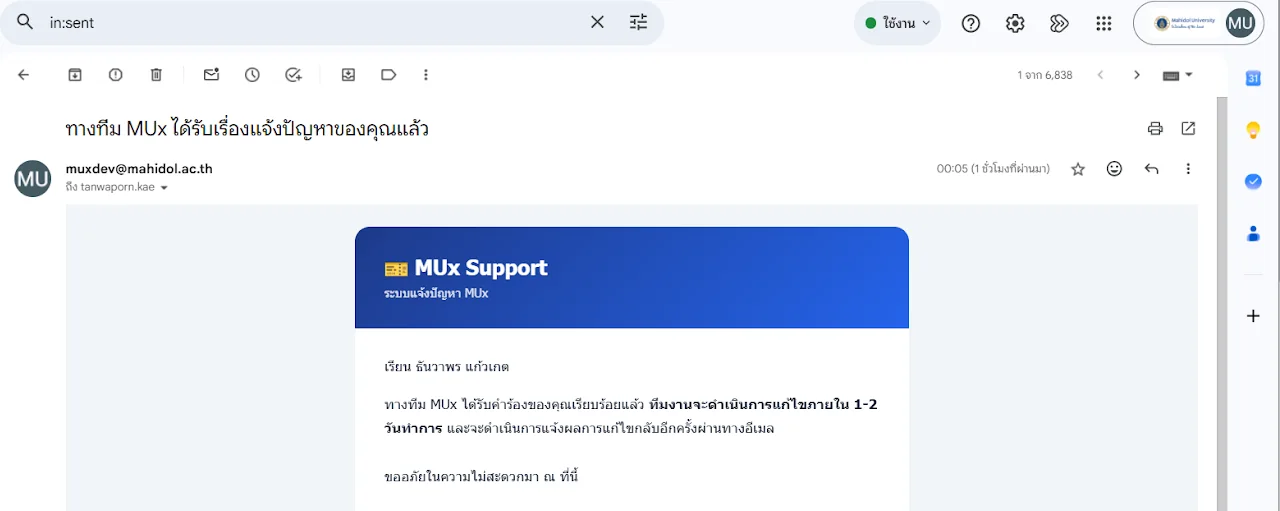 in:sent
ใช้งาน
Mahidol University
MU
1 จาก 6,838
31
ทางทีม MUx ได้รับเรื่องแจ้งปัญหาของคุณแล้ว
MU
muxdev@mahidol.ac.th
00:05 (1 ชั่วโมงที่ผ่านมา)
ถึง tanwaporn.kae
MUx Support
ระบบแจ้งปัญหา MUx
เรียน ธันวาพร แก้วเกต
ทางทีม MUx ได้รับคำร้องของคุณเรียบร้อยแล้ว ทีมงานจะดำเนินการแก้ไขภายใน 1-2
วันทำการ และจะดำเนินการแจ้งผลการแก้ไขกลับอีกครั้งผ่านทางอีเมล
ขออภัยในความไม่สะดวกมา ณ ที่นี้